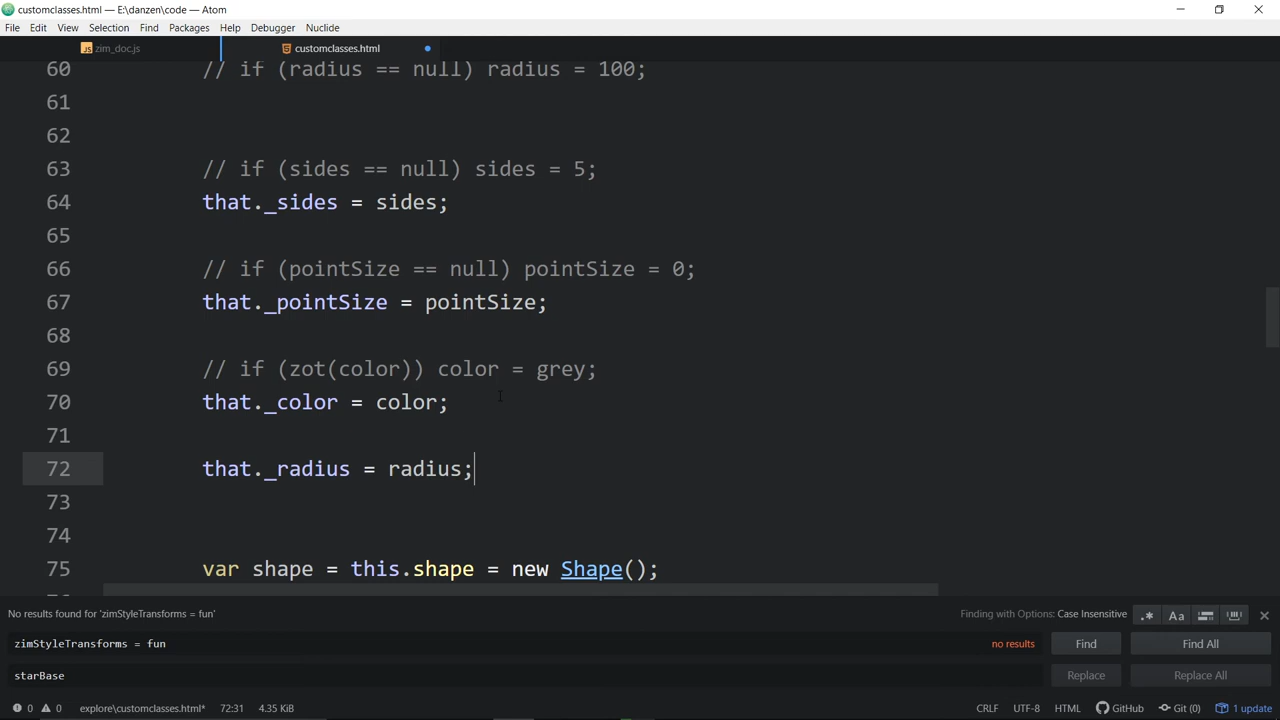 customclasses.html — E:\danzen\code — Atom
File Edit View Selection Find Packages Help Debugger Nuclide
JS zim_doc.js customclasses.html
60 // if (radius == null) radius = 100;
61
62
63 // if (sides == null) sides = 5;
64 that._sides = sides;
65
66 // if (pointSize == null) pointSize = 0;
67 that._pointSize = pointSize;
68
69 // if (zot(color)) color = grey;
70 that._color = color;
71
72 that._radius = radius;
73
74
75 var shape = this.shape = new Shape();
No results found for 'zimStyleTransforms = fun' Finding with Options: Case Insensitive .* Aa
zimStyleTransforms = fun no results Find Find All
starBase Replace Replace All
0 0 explore\customclasses.html* 72:31 4.35 KiB CRLF UTF-8 HTML GitHub Git (0) 1 update